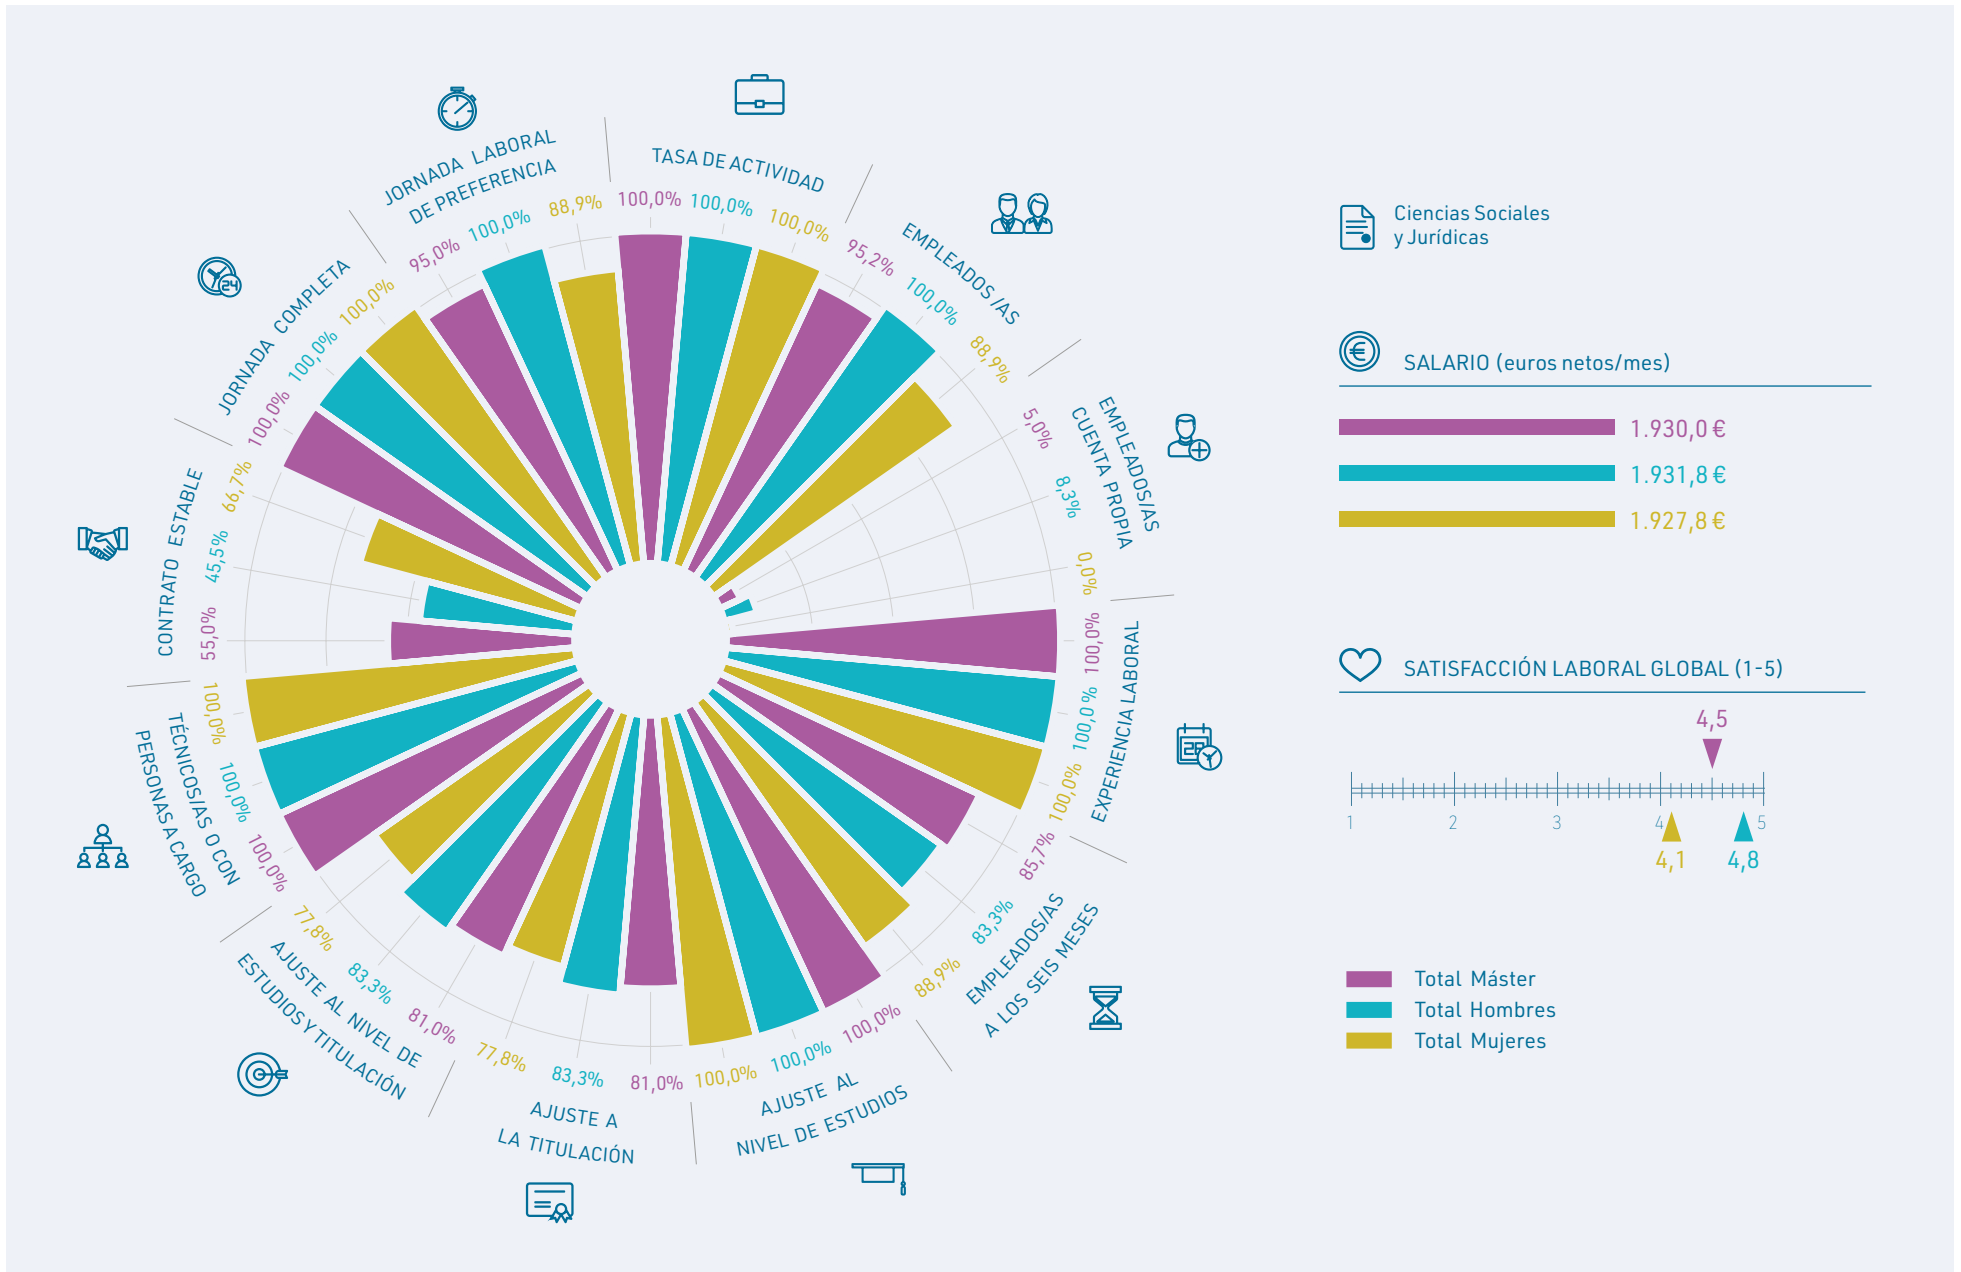 TASA DE ACTIVIDAD
100,0%
100,0%
100,0%
EMPLEADOS /AS
95,2%
100,0%
88,9%
EMPLEADOS/AS
CUENTA PROPIA
5,0%
8,3%
0,0%
EXPERIENCIA LABORAL
100,0%
100,0 %
100,0%
EMPLEADOS/AS
A LOS SEIS MESES
85,7%
83,3%
88,9%
AJUSTE AL
NIVEL DE ESTUDIOS
100,0%
100,0%
100,0%
AJUSTE A
LA TITULACIÓN
81,0%
83,3%
77,8%
AJUSTE AL NIVEL DE
ESTUDIOS Y TITULACIÓN
81,0%
83,3%
77,8%
TÉCNICOS/AS O CON
PERSONAS A CARGO
100,0%
100,0%
100,0%
CONTRATO ESTABLE
55,0%
45,5%
66,7%
JORNADA COMPLETA
100,0%
100,0%
100,0%
JORNADA LABORAL
DE PREFERENCIA
95,0%
100,0%
88,9%
24
Ciencias Sociales
y Jurídicas
SALARIO (euros netos/mes)
1.930,0 €
1.931,8 €
1.927,8 €
SATISFACCIÓN LABORAL GLOBAL (1-5)
4,5
1 2 3 4 5
4,1 4,8
Total Máster
Total Hombres
Total Mujeres